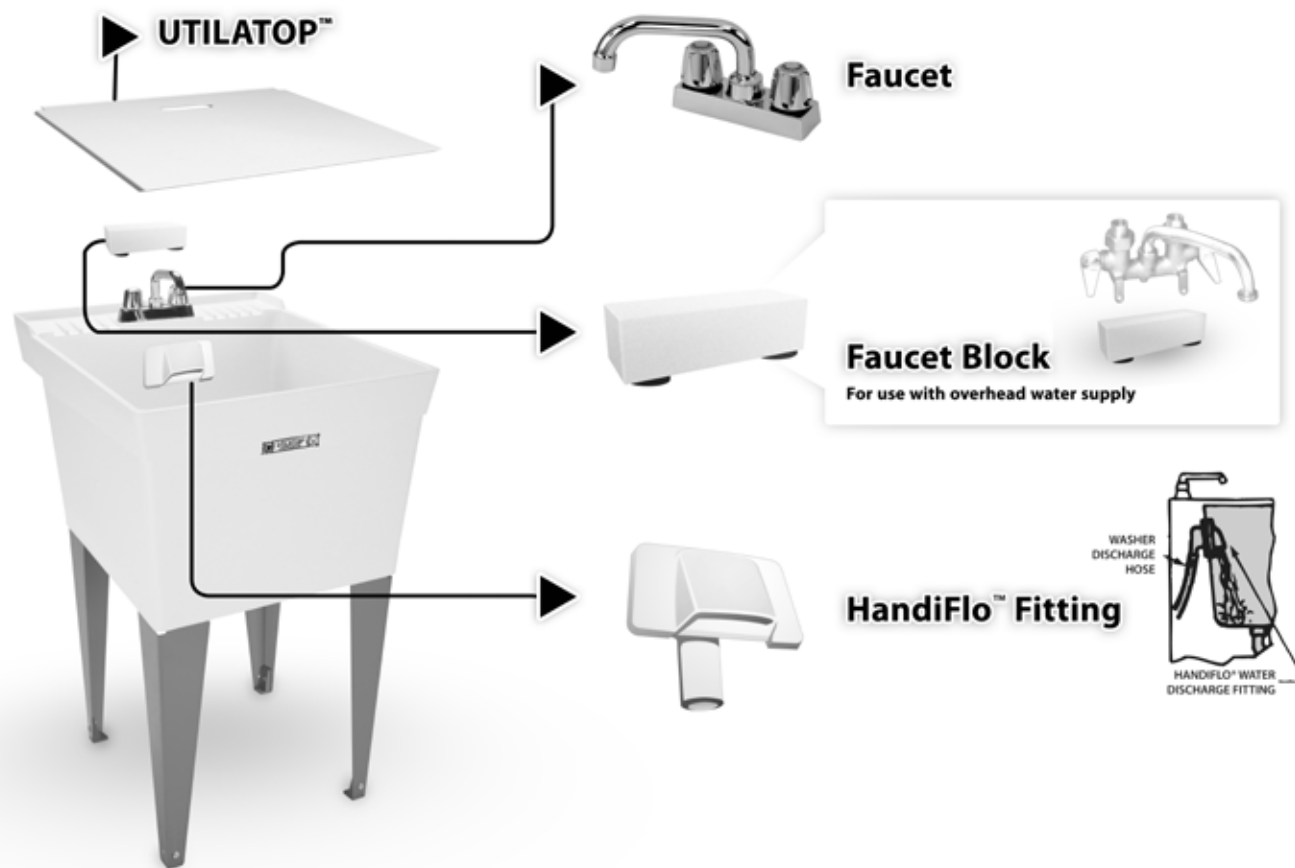 UTILATOP™
Faucet
Faucet Block
For use with overhead water supply
WASHER
DISCHARGE
HOSE
HandiFlo™ Fitting
HANDIFLO® WATER
DISCHARGE FITTING